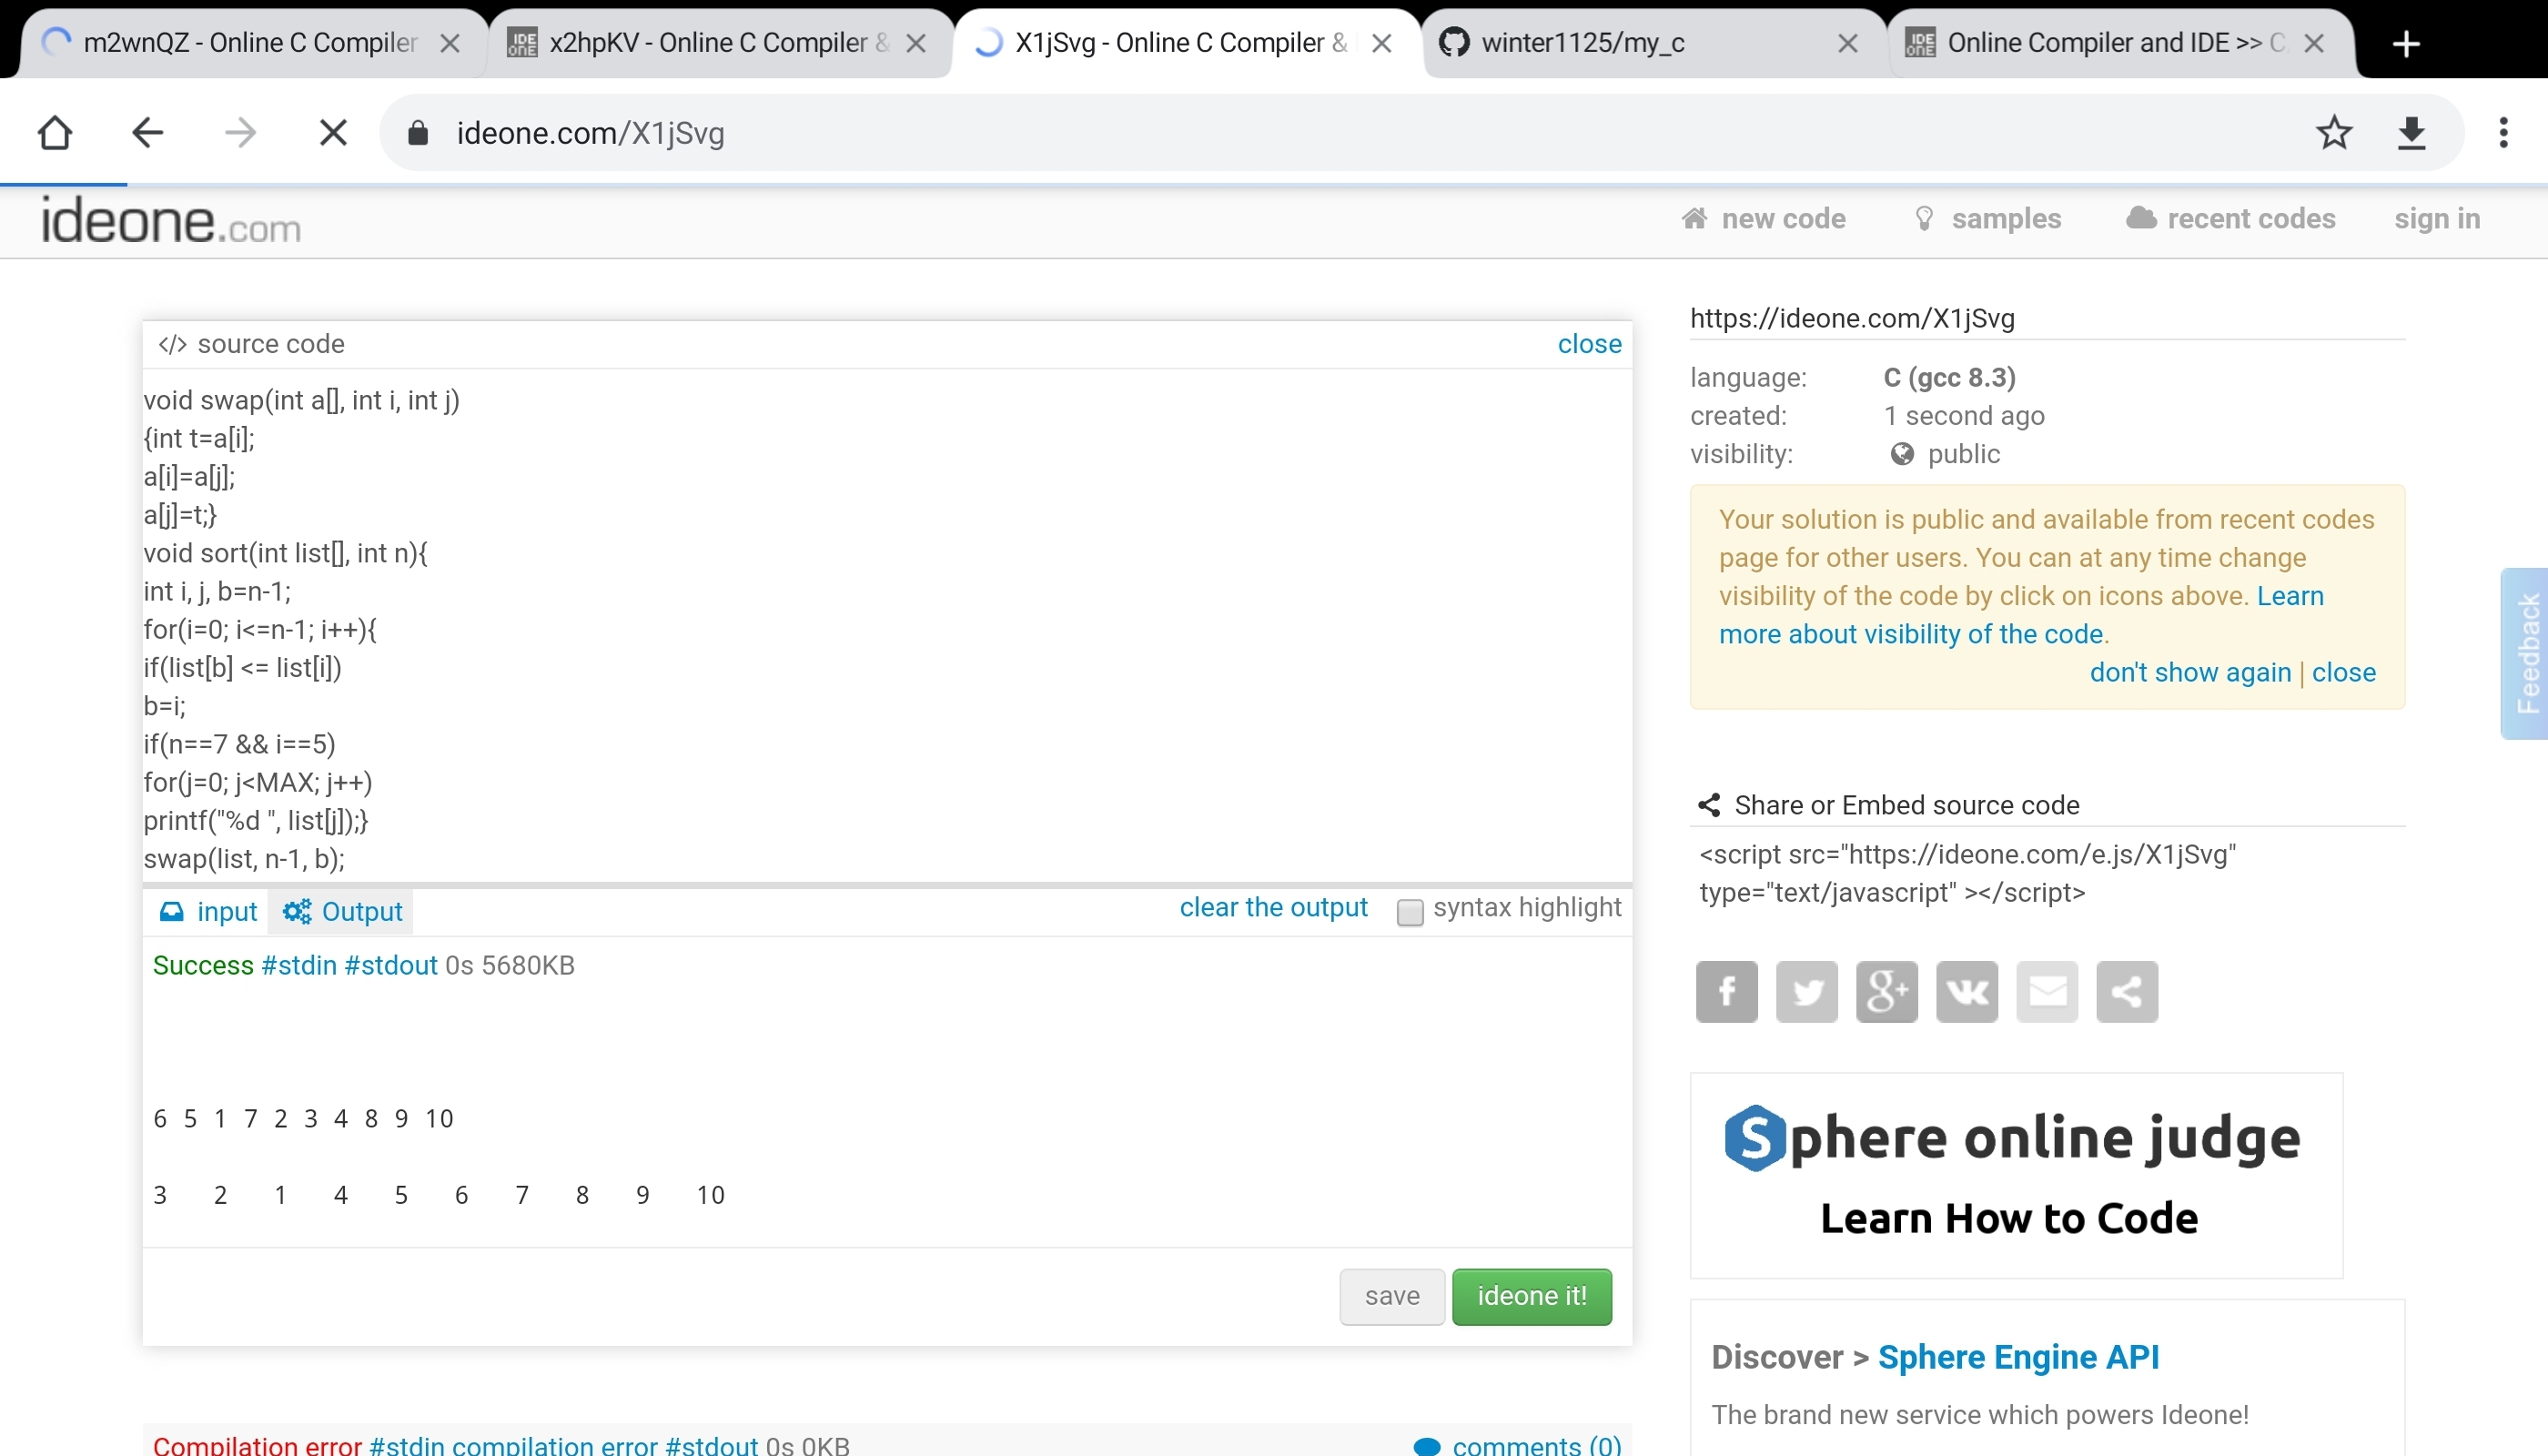 m2wnQZ - Online C Compiler
x2hpKV - Online C Compiler &
X1jSvg - Online C Compiler &
winter1125/my_c
Online Compiler and IDE >> C
ideone.com/X1jSvg
ideone.com
new code
samples
recent codes
sign in
</> source code
close
void swap(int a[], int i, int j)
{int t=a[i];
a[i]=a[j];
a[j]=t;}
void sort(int list[], int n){
int i, j, b=n-1;
for(i=0; i<=n-1; i++){
if(list[b] <= list[i])
b=i;
if(n==7 && i==5)
for(j=0; j<MAX; j++)
printf("%d ", list[j]);}
swap(list, n-1, b);
input
Output
clear the output
syntax highlight
Success #stdin #stdout 0s 5680KB
6 5 1 7 2 3 4 8 9 10
3 2 1 4 5 6 7 8 9 10
save
ideone it!
Compilation error #stdin compilation error #stdout 0s 0KB
comments (0)
https://ideone.com/X1jSvg
language: C (gcc 8.3)
created: 1 second ago
visibility: public
Your solution is public and available from recent codes
page for other users. You can at any time change
visibility of the code by click on icons above. Learn
more about visibility of the code.
don't show again | close
Share or Embed source code
<script src="https://ideone.com/e.js/X1jSvg"
type="text/javascript" ></script>
Sphere online judge
Learn How to Code
Discover > Sphere Engine API
The brand new service which powers Ideone!
Feedback